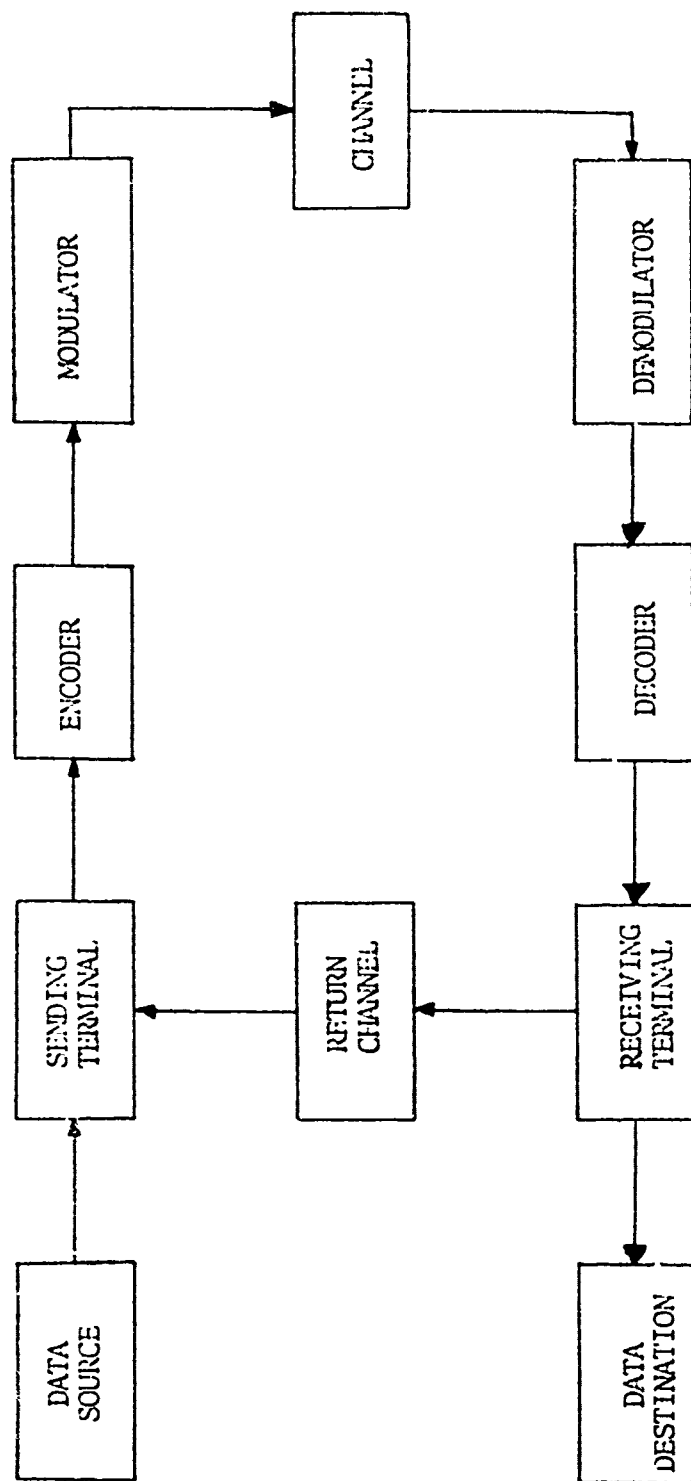 DATA
SOURCE
SENDING
TERMINAL
ENCODER
MODULATOR
CHANNEL
DEMODULATOR
DECODER
RECEIVING
TERMINAL
RETURN
CHANNEL
DATA
DESTINATION